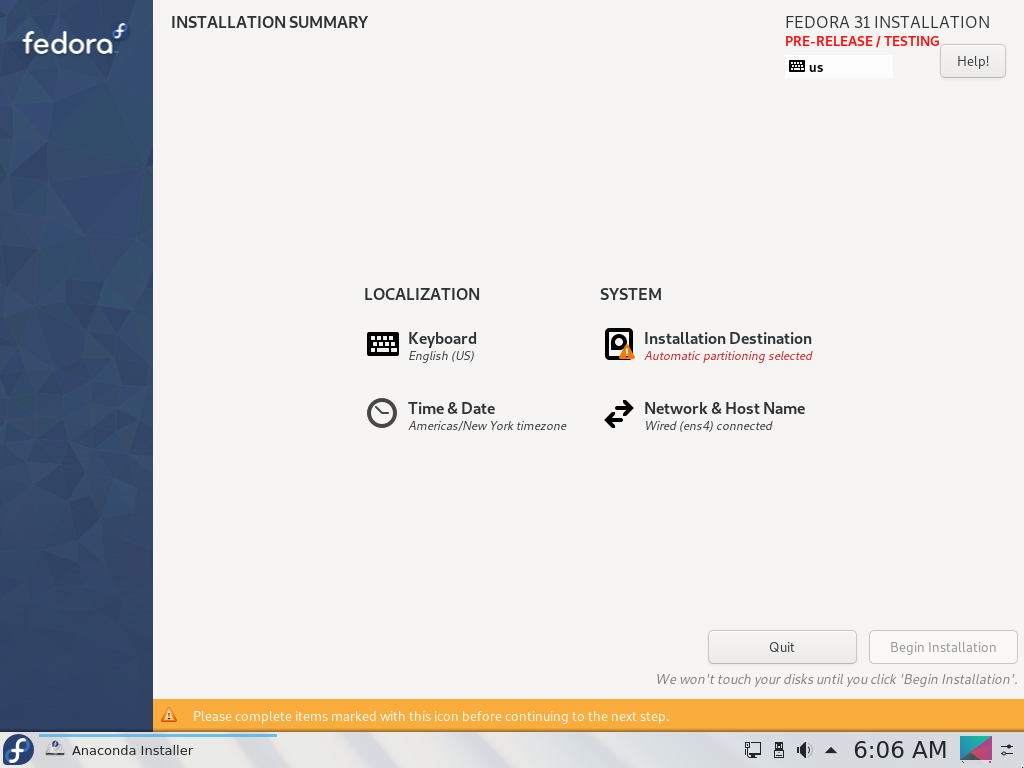 fedora
INSTALLATION SUMMARY
FEDORA 31 INSTALLATION
PRE-RELEASE / TESTING
us
Help!
LOCALIZATION
Keyboard
English (US)
Time & Date
Americas/New York timezone
SYSTEM
Installation Destination
Automatic partitioning selected
Network & Host Name
Wired (ens4) connected
Quit
Begin Installation
We won't touch your disks until you click 'Begin Installation'.
Please complete items marked with this icon before continuing to the next step.
Anaconda Installer
6:06 AM